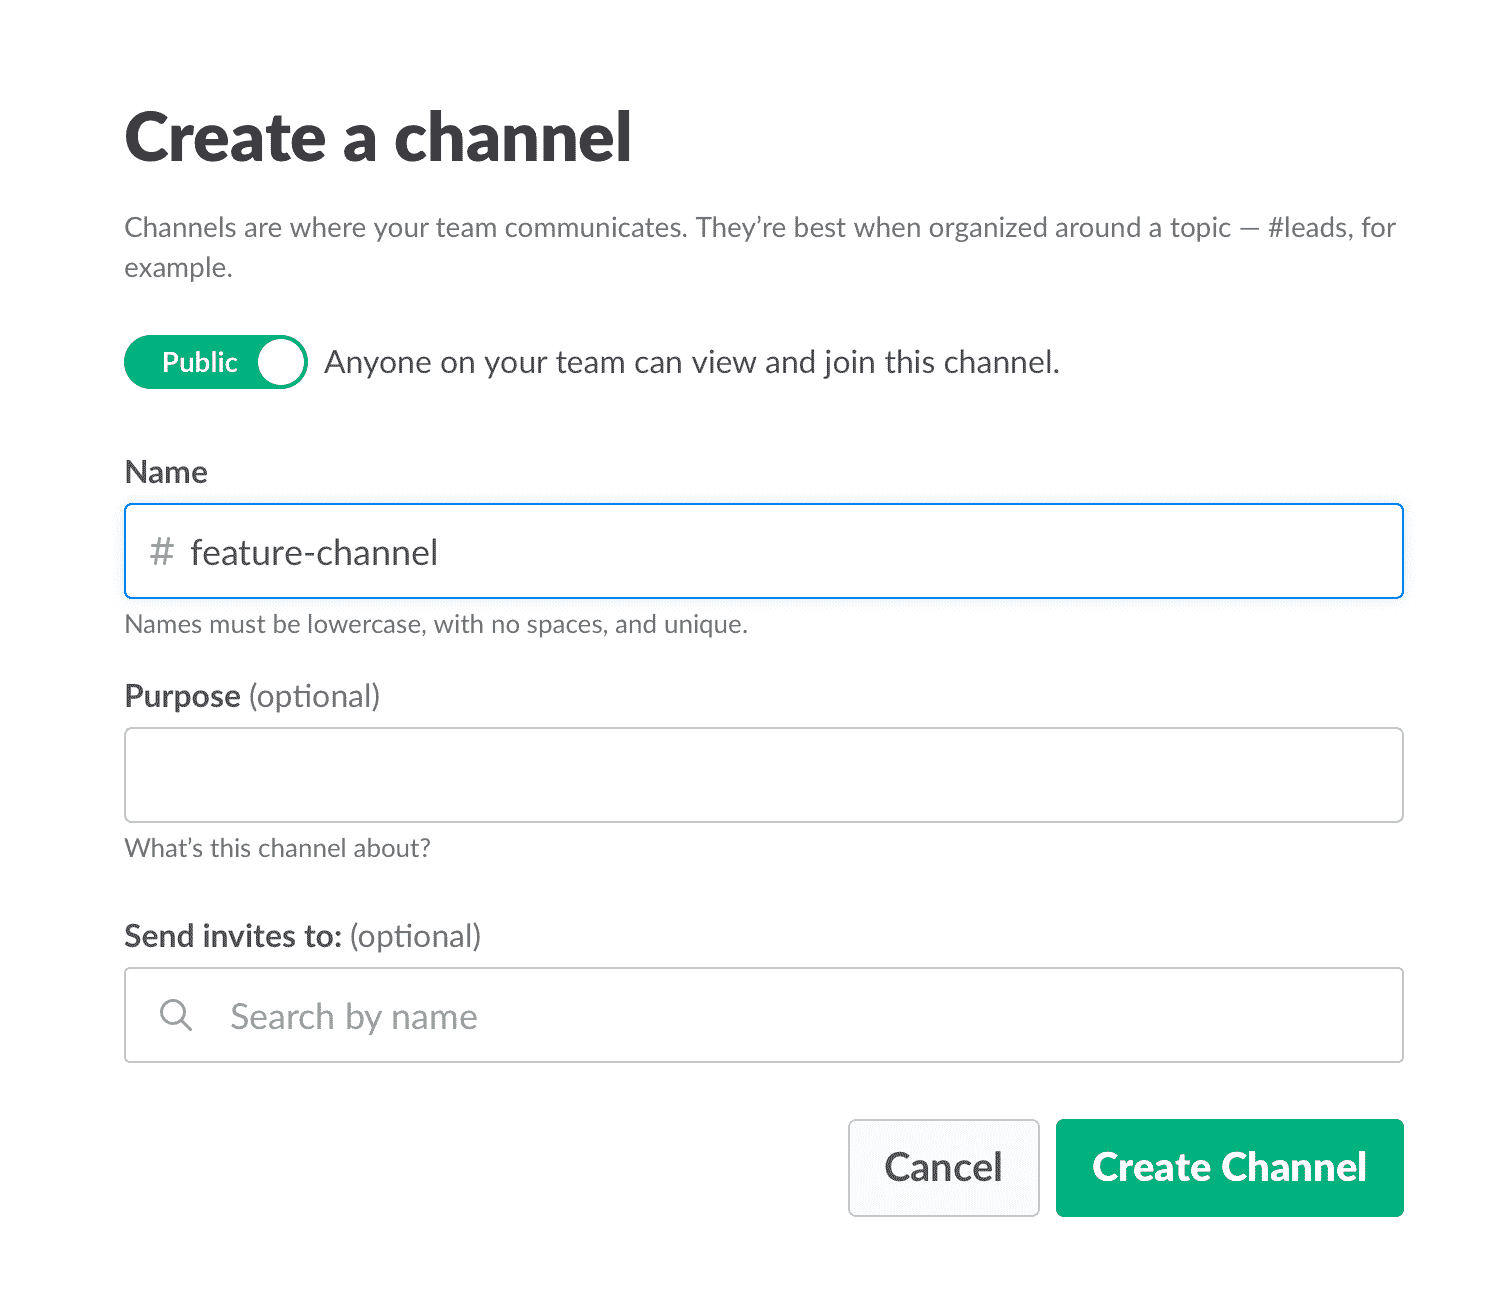 Create a channel
Channels are where your team communicates. They’re best when organized around a topic — #leads, for
example.
Public Anyone on your team can view and join this channel.
Name
# feature-channel
Names must be lowercase, with no spaces, and unique.
Purpose (optional)
What’s this channel about?
Send invites to: (optional)
Search by name
Cancel Create Channel